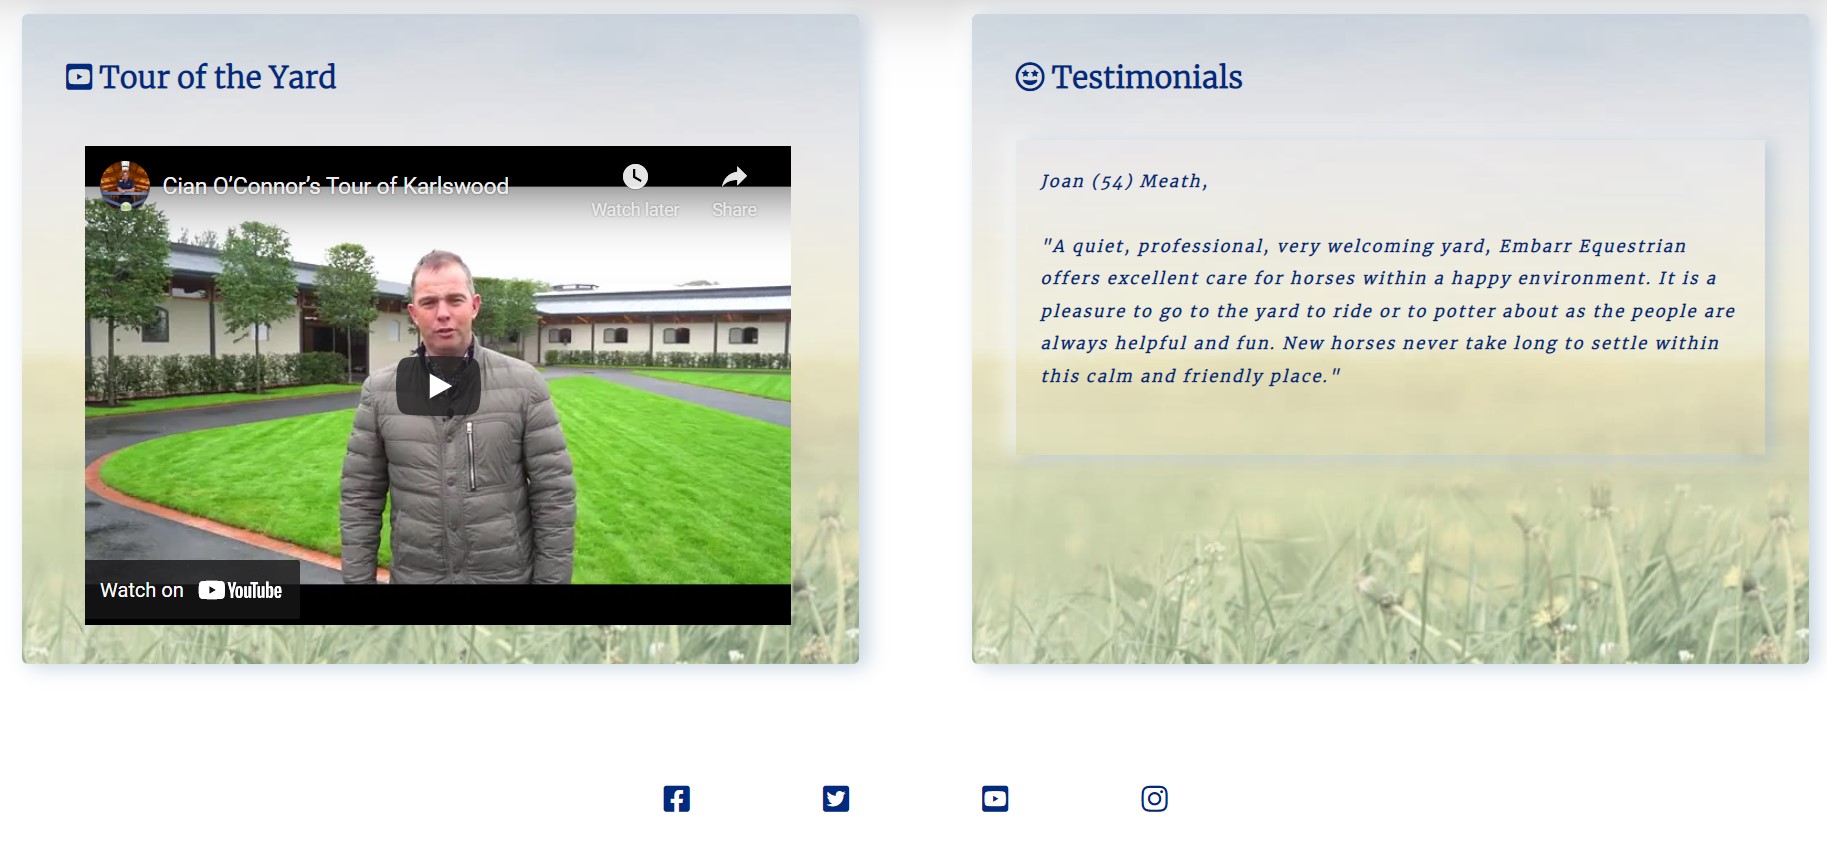 Tour of the Yard
Cian O'Connor's Tour of Karlswood
Watch later
Share
Watch on YouTube
Testimonials
Joan (54) Meath,
"A quiet, professional, very welcoming yard, Embarr Equestrian
offers excellent care for horses within a happy environment. It is a
pleasure to go to the yard to ride or to potter about as the people are
always helpful and fun. New horses never take long to settle within
this calm and friendly place."